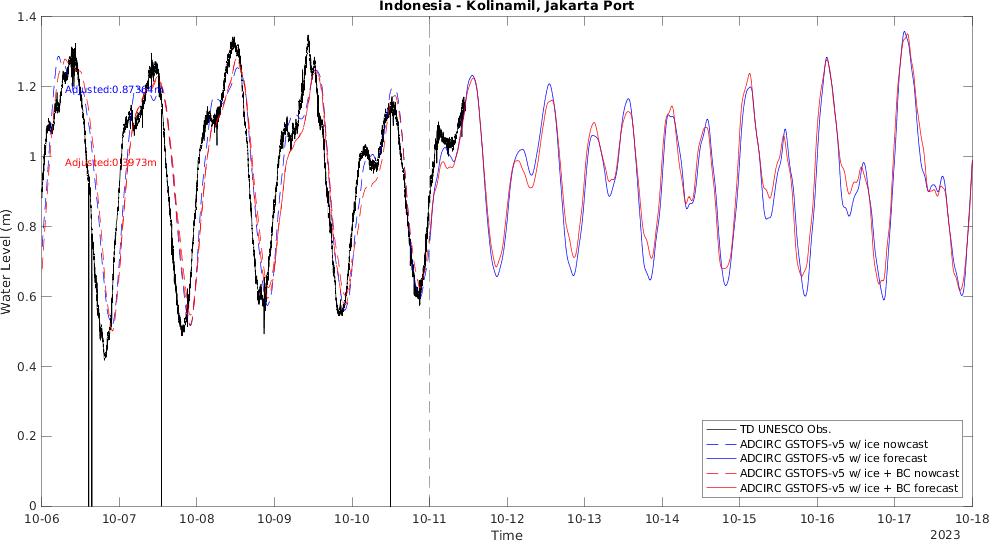 Indonesia - Kolinamil, Jakarta Port
1.4
1.2
1
0.8
0.6
0.4
0.2
0
Water Level (m)
Adjusted:0.87364m
Adjusted:0.3973m
TD UNESCO Obs.
ADCIRC GSTOFS-v5 w/ ice nowcast
ADCIRC GSTOFS-v5 w/ ice forecast
ADCIRC GSTOFS-v5 w/ ice + BC nowcast
ADCIRC GSTOFS-v5 w/ ice + BC forecast
10-06 10-07 10-08 10-09 10-10 10-11 10-12 10-13 10-14 10-15 10-16 10-17 10-18
Time
2023